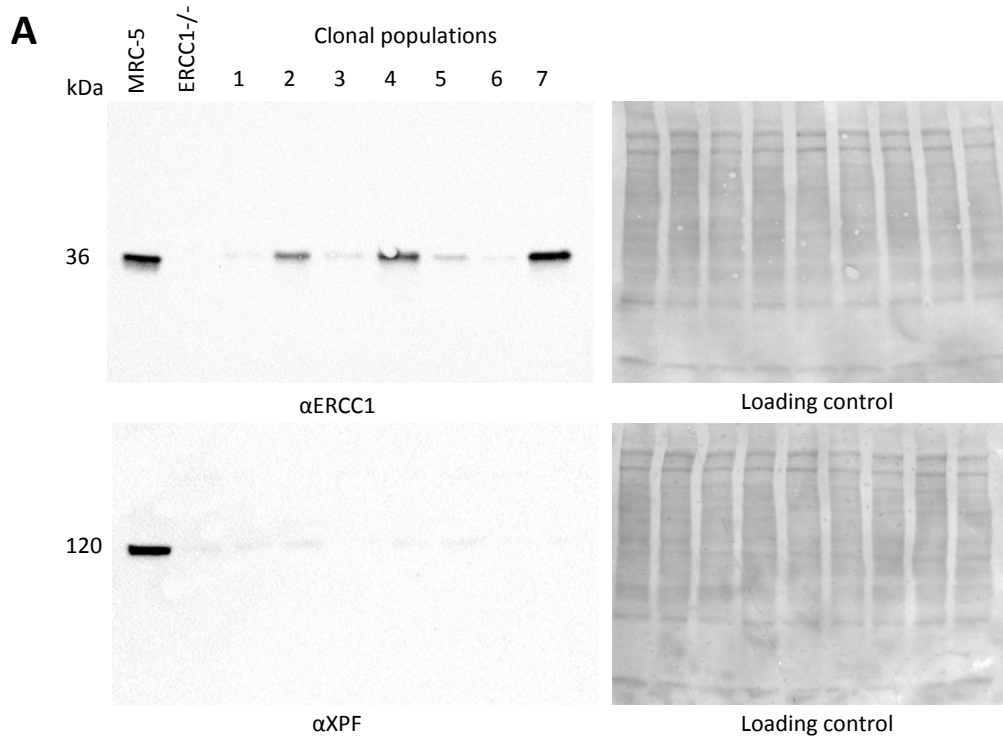 A
MRC-5
ERCC1-/-
Clonal populations
kDa
1 2 3 4 5 6 7
36
αERCC1
Loading control
120
αXPF
Loading control